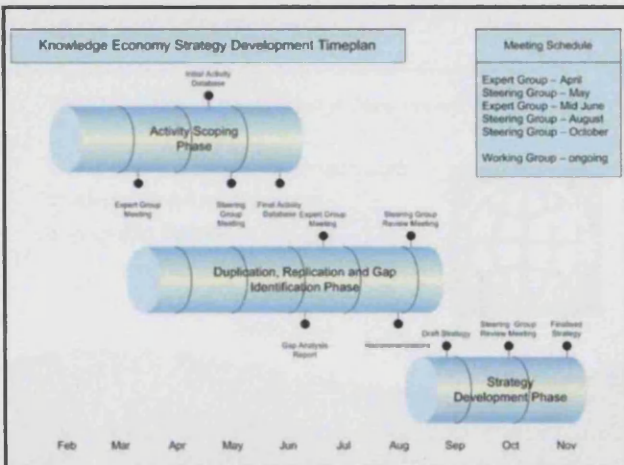 Knowledge Economy Strategy Development Timeplan
Meeting Schedule
Expert Group – April
Steering Group – May
Expert Group – Mid June
Steering Group – August
Steering Group – October
Working Group – ongoing
Initial Activity
Database
Activity Scoping
Phase
Expert Group
Meeting
Steering
Group
Meeting
Final Activity
Database
Expert Group
Meeting
Steering Group
Review Meeting
Duplication, Replication and Gap
Identification Phase
Gap Analysis
Report
Recommendations
Draft Strategy
Steering Group
Review Meeting
Finalised
Strategy
Strategy
Development Phase
Feb Mar Apr May Jun Jul Aug Sep Oct Nov